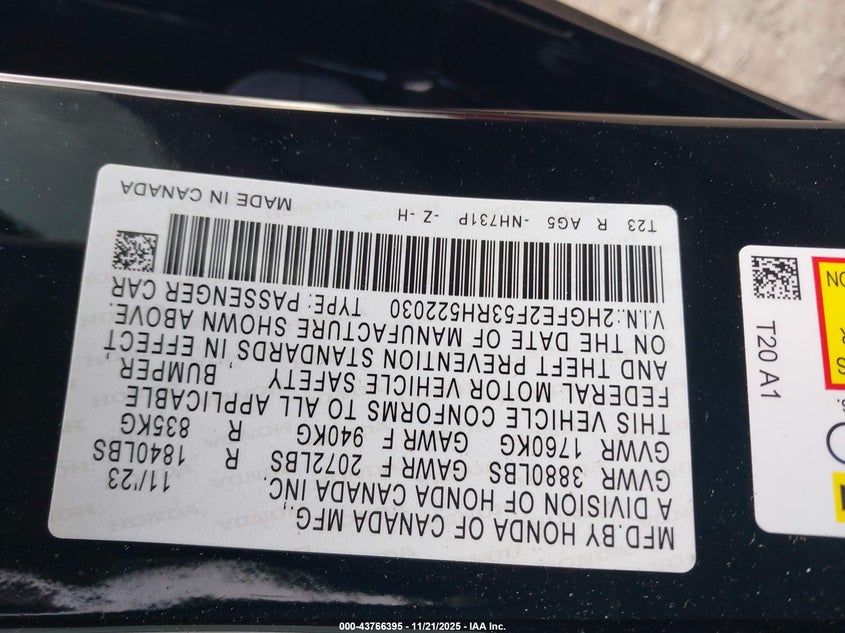 MFD.BY HONDA OF CANADA MFG.,
A DIVISION OF HONDA CANADA INC. 11/'23
GVWR 3880LBS GAWR F 2072LBS R 1840LBS
GVWR 1760KG GAWR F 940KG R 835KG
THIS VEHICLE CONFORMS TO ALL APPLICABLE
FEDERAL MOTOR VEHICLE SAFETY, BUMPER,
AND THEFT PREVENTION STANDARDS IN EFFECT
ON THE DATE OF MANUFACTURE SHOWN ABOVE.
V.I.N.:2HGFE2F53RH522030 TYPE:PASSENGER CAR
T23 R AG5 -NH731P -Z -H MADE IN CANADA
T20 A1
ON
R
S
000-43766395 - 11/21/2025 - IAA Inc.